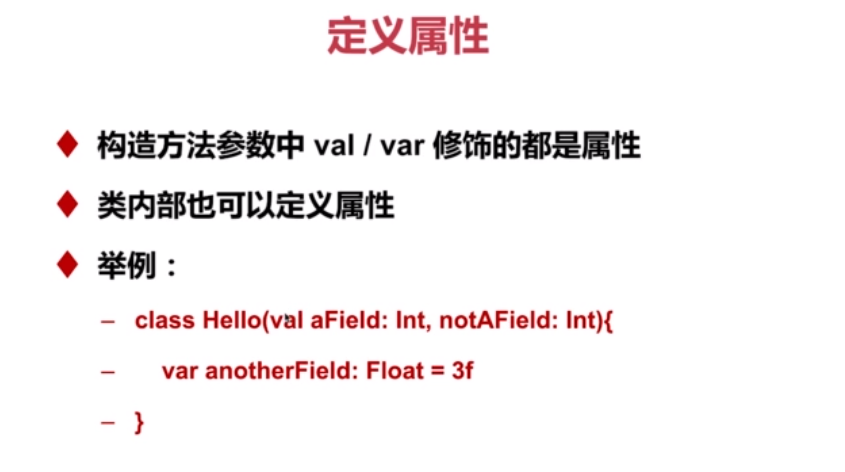 定义属性
♦ 构造方法参数中 val / var 修饰的都是属性
♦ 类内部也可以定义属性
♦ 举例：
– class Hello(val aField: Int, notAField: Int){
– var anotherField: Float = 3f
– }